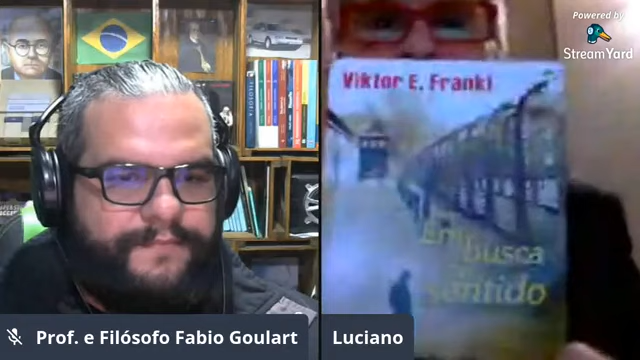 Powered by
StreamYard
Viktor E. Frankl
Em
busca
sentido
Prof. e Filósofo Fabio Goulart
Luciano